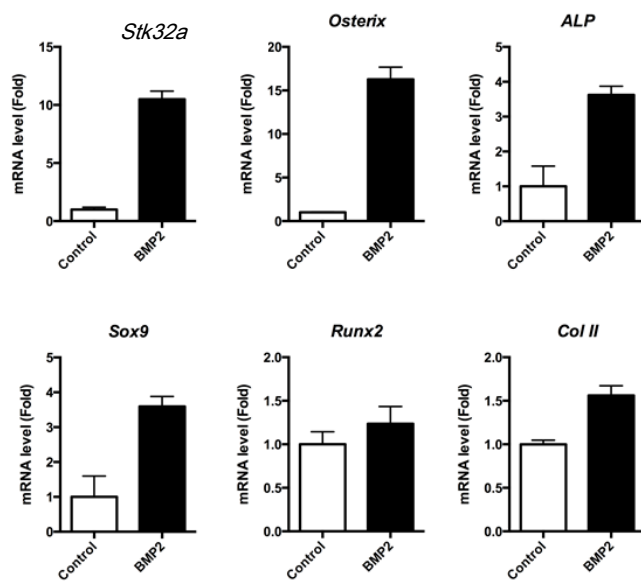 Stk32a
mRNA level (Fold)
15
10
5
0
Control
BMP2
Osterix
mRNA level (Fold)
20
15
10
5
0
Control
BMP2
ALP
mRNA level (Fold)
5
4
3
2
1
0
Control
BMP2
Sox9
mRNA level (Fold)
5
4
3
2
1
0
Control
BMP2
Runx2
mRNA level (Fold)
2.0
1.5
1.0
0.5
0.0
Control
BMP2
Col II
mRNA level (Fold)
2.0
1.5
1.0
0.5
0.0
Control
BMP2